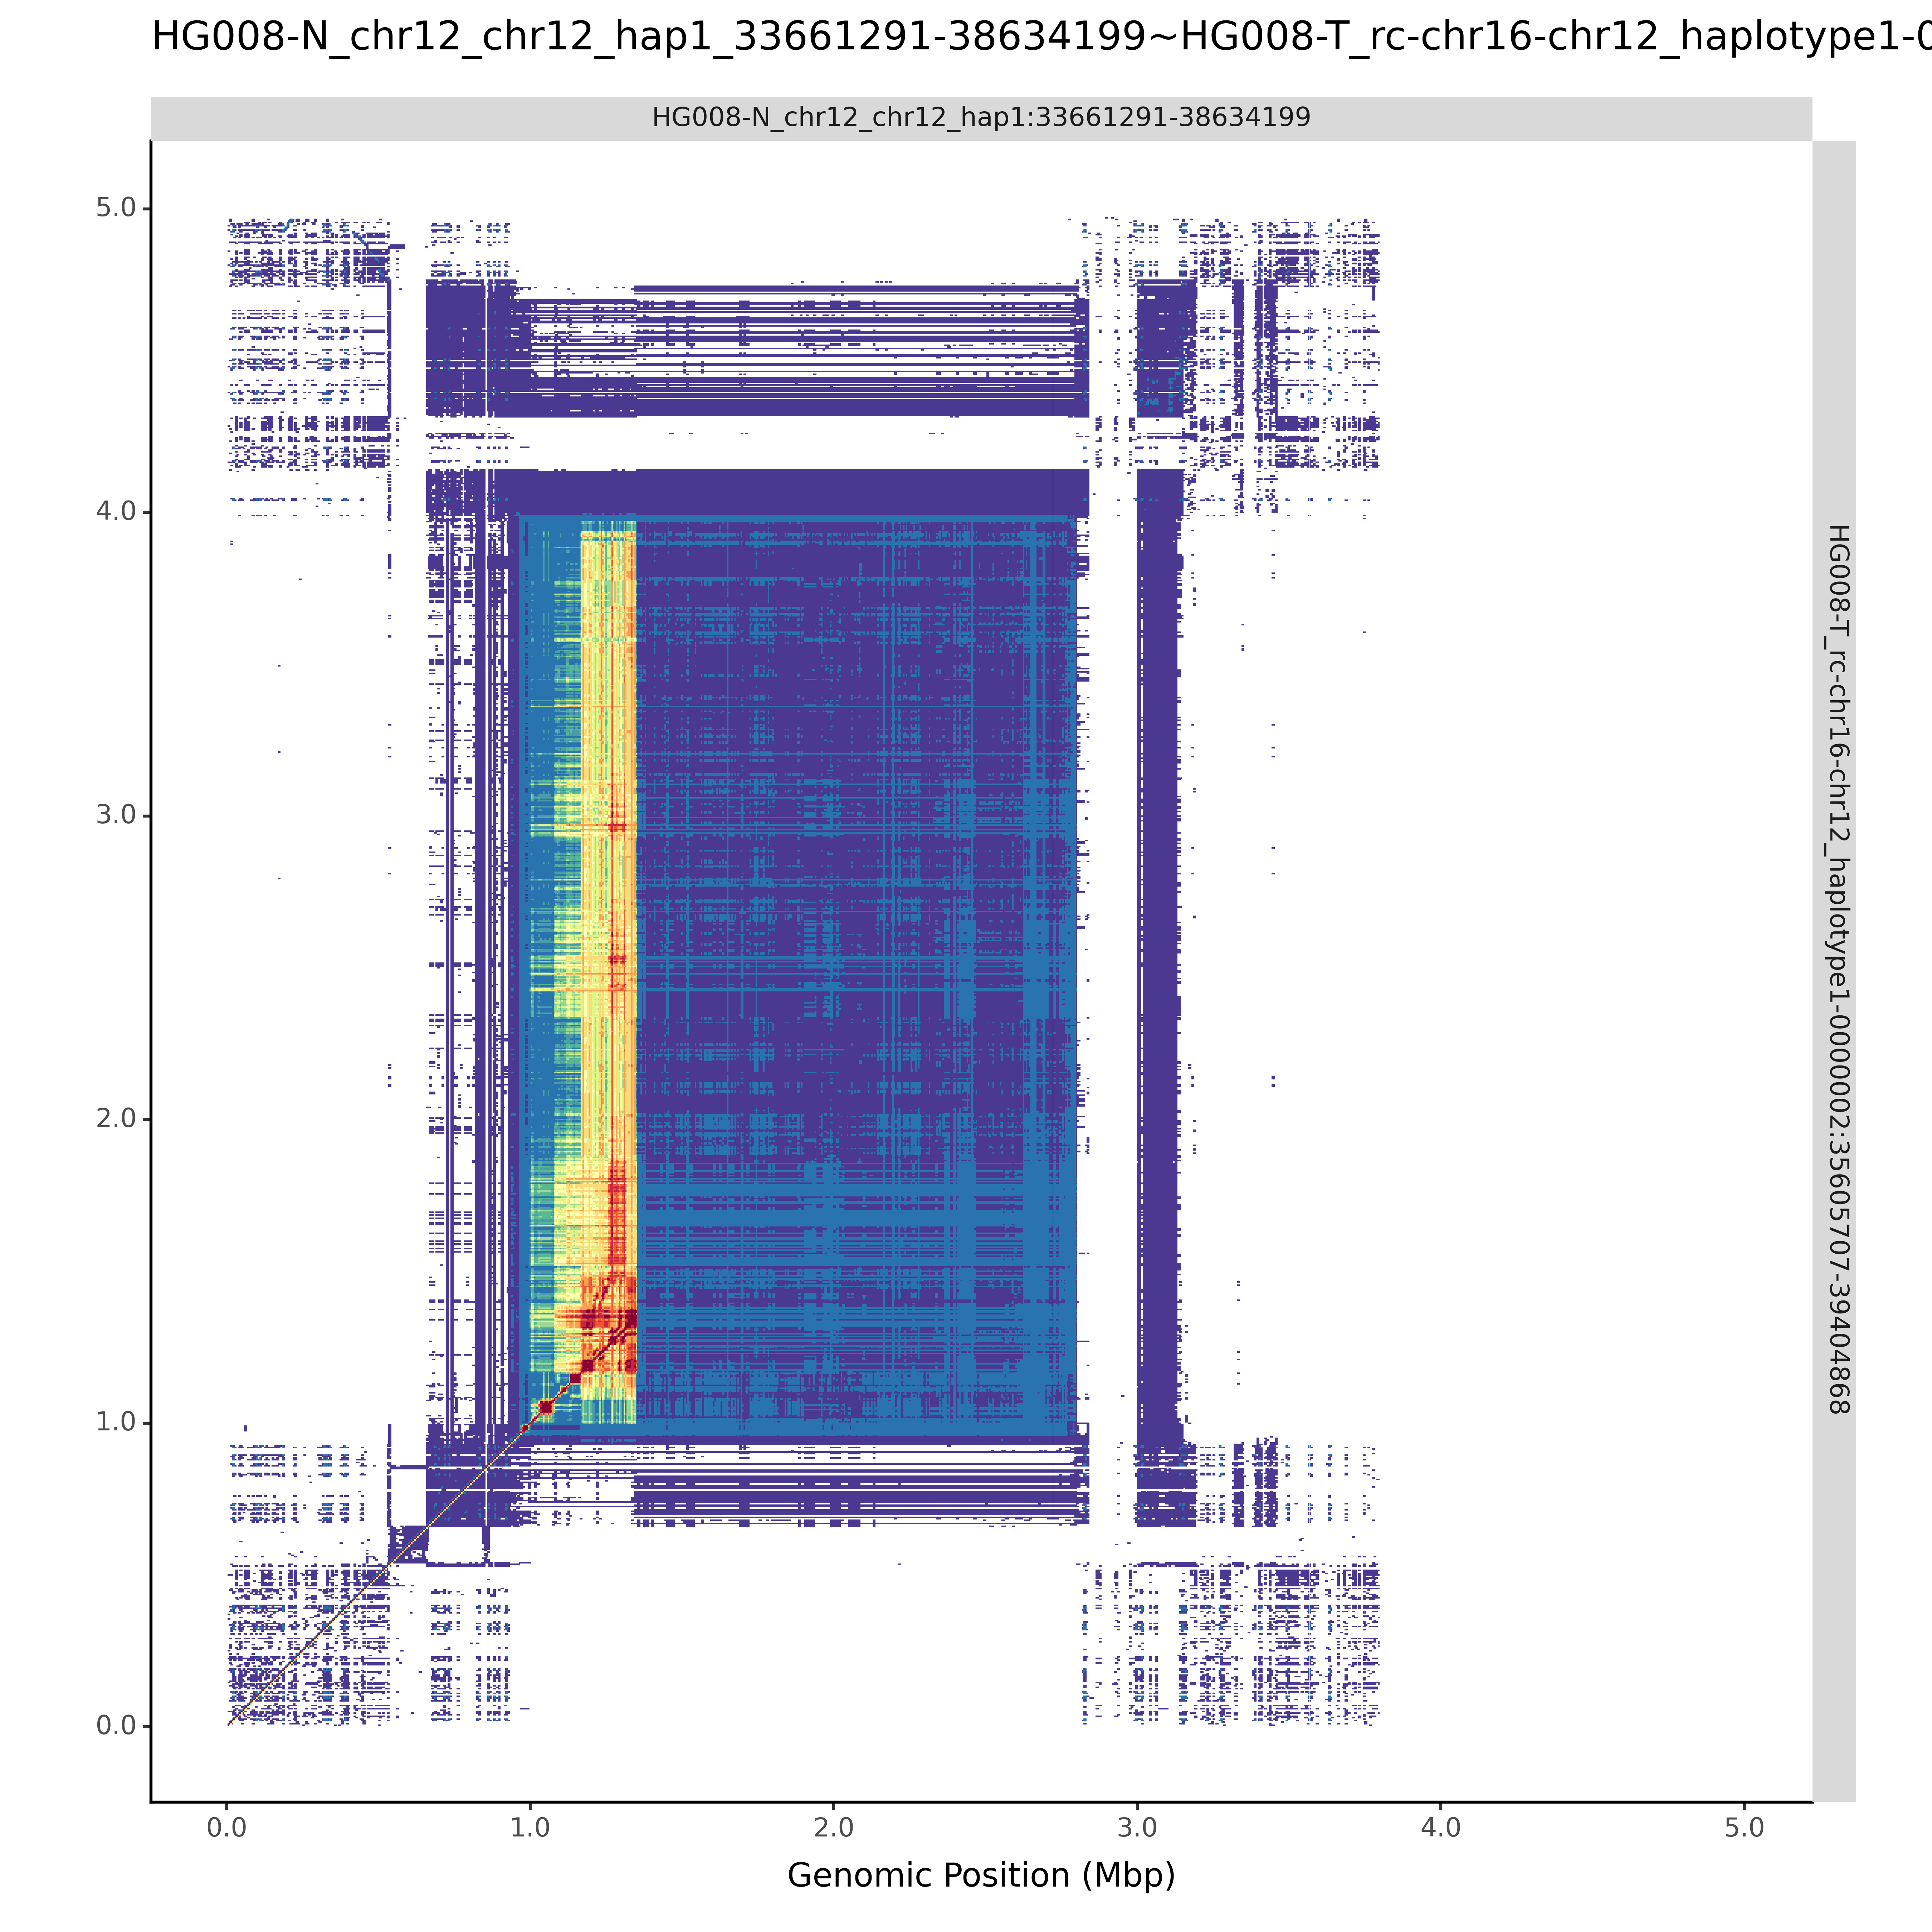 HG008-N_chr12_chr12_hap1_33661291-38634199~HG008-T_rc-chr16-chr12_haplotype1-0
HG008-N_chr12_chr12_hap1:33661291-38634199
HG008-T_rc-chr16-chr12_haplotype1-0000002:35605707-39404868
5.0
4.0
3.0
2.0
1.0
0.0
0.0 1.0 2.0 3.0 4.0 5.0
Genomic Position (Mbp)